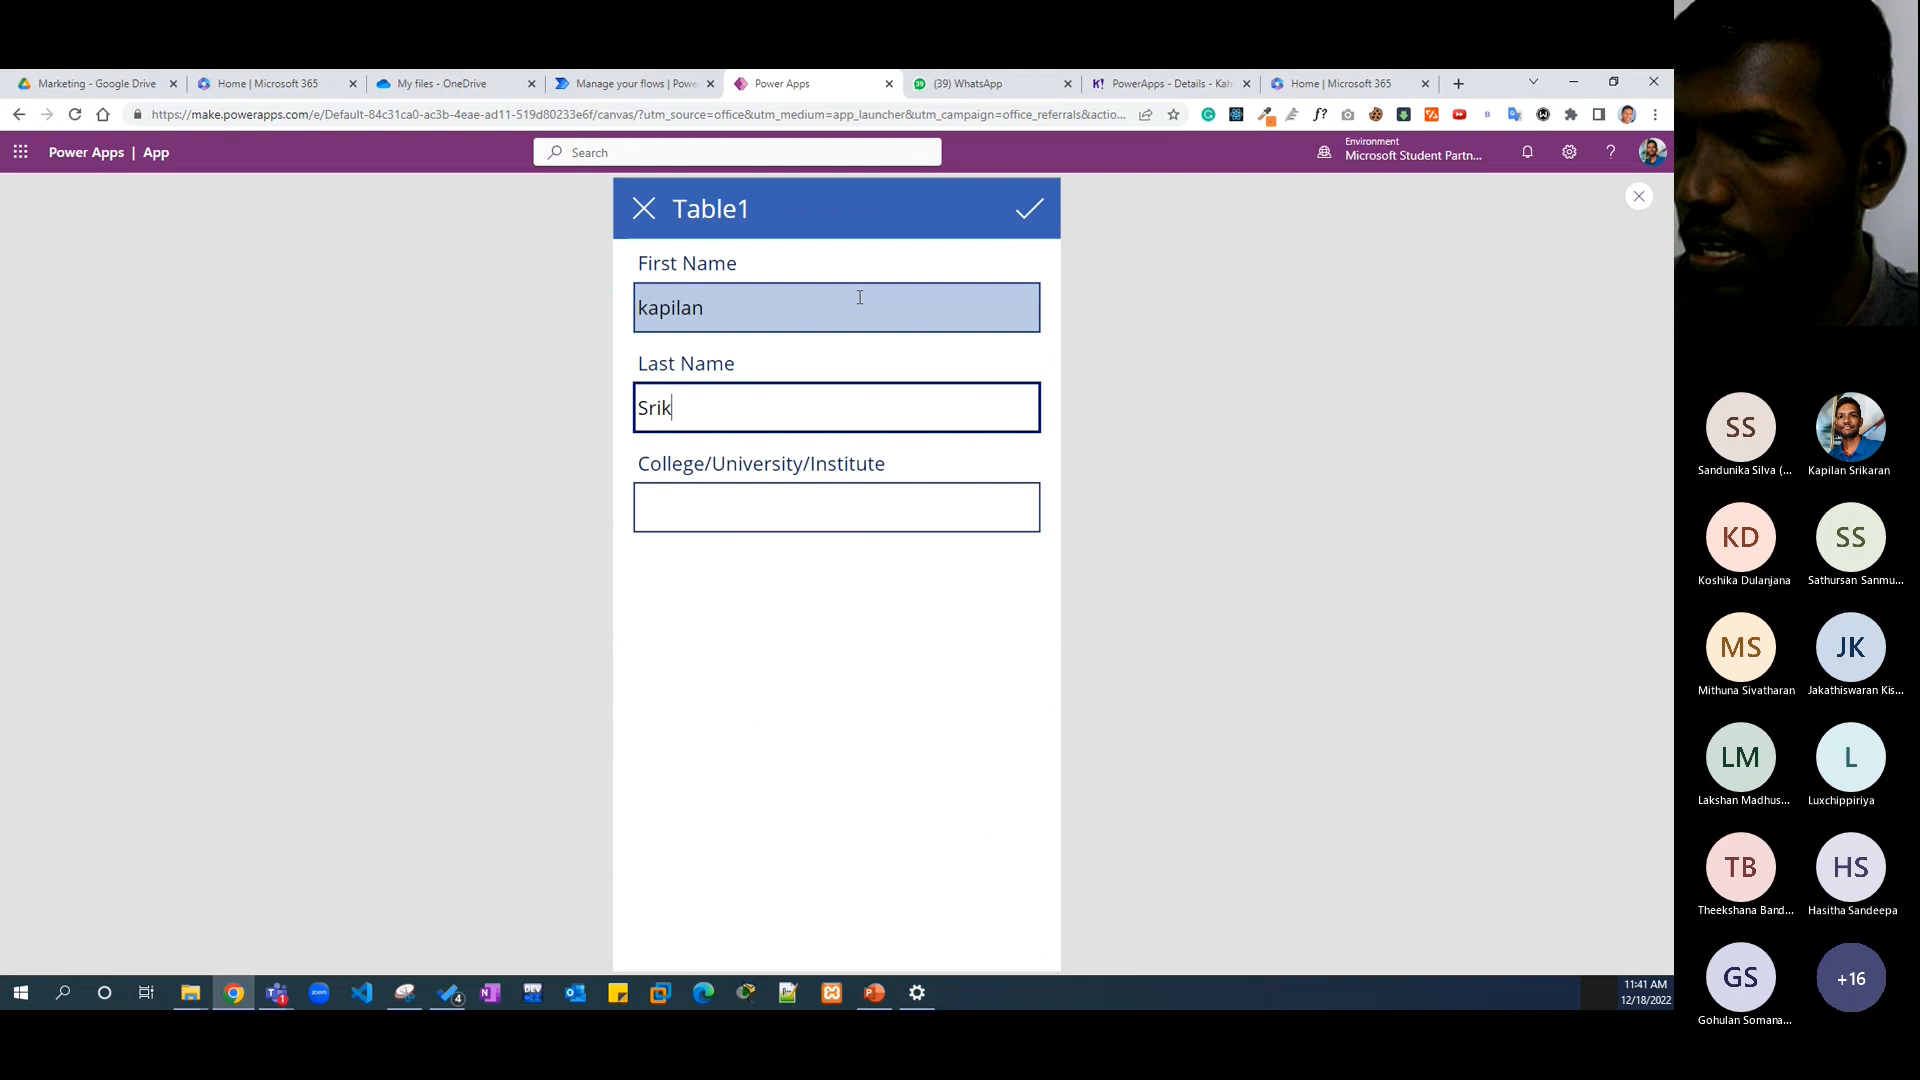 Marketing - Google Drive
Home | Microsoft 365
My files - OneDrive
Manage your flows | Powe
Power Apps
(39) WhatsApp
K! PowerApps - Details - Kah
Home | Microsoft 365
https://make.powerapps.com/e/Default-84c31ca0-ac3b-4eae-ad11-519d80233e6f/canvas/?utm_source=office&utm_medium=app_launcher&utm_campaign=office_referrals&actio...
f?
Power Apps | App
Search
Environment
Microsoft Student Partn...
?
Table1
First Name
kapilan
Last Name
Srik
College/University/Institute
SS
Sandunika Silva (...
Kapilan Srikaran
KD
Koshika Dulanjana
SS
Sathursan Sanmu...
MS
Mithuna Sivatharan
JK
Jakathiswaran Kis...
LM
Lakshan Madhus...
L
Luxchippiriya
TB
Theekshana Band...
HS
Hasitha Sandeepa
GS
Gohulan Somana...
+16
zoom
4
DEV
11:41 AM
12/18/2022